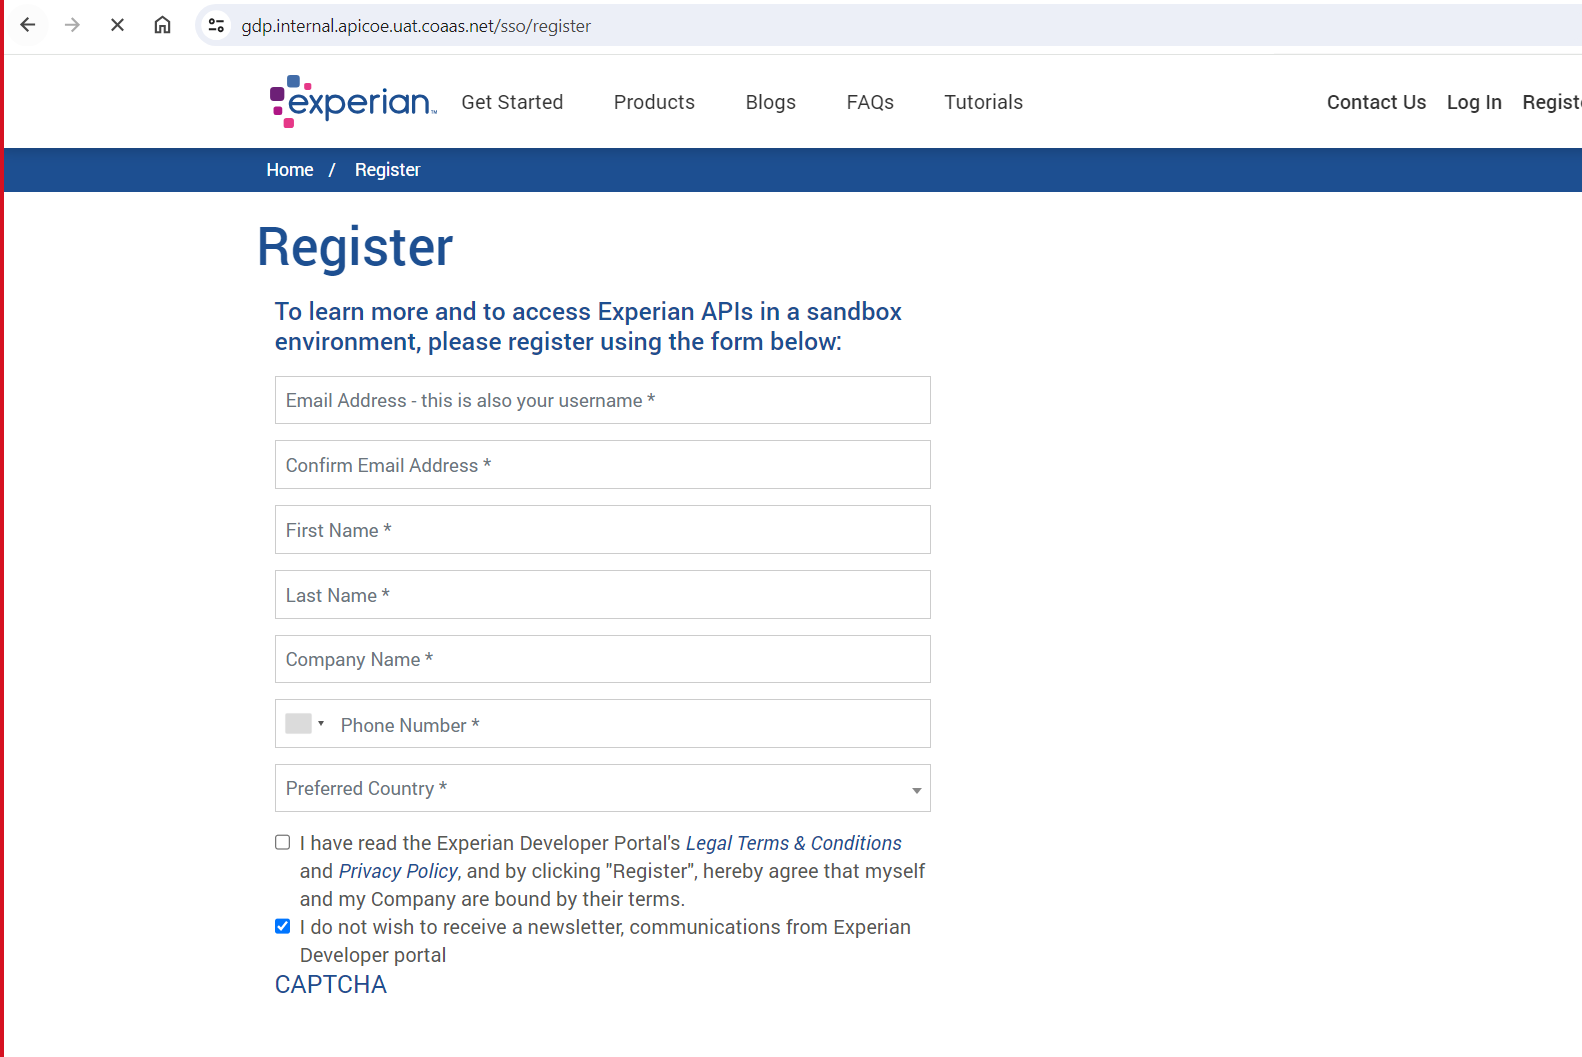 gdp.internal.apicoe.uat.coaas.net/sso/register
experian™ Get Started Products Blogs FAQs Tutorials Contact Us Log In Regist
Home / Register
Register
To learn more and to access Experian APIs in a sandbox
environment, please register using the form below:
Email Address - this is also your username *
Confirm Email Address *
First Name *
Last Name *
Company Name *
Phone Number *
Preferred Country *
I have read the Experian Developer Portal's Legal Terms & Conditions
and Privacy Policy, and by clicking "Register", hereby agree that myself
and my Company are bound by their terms.
I do not wish to receive a newsletter, communications from Experian
Developer portal
CAPTCHA